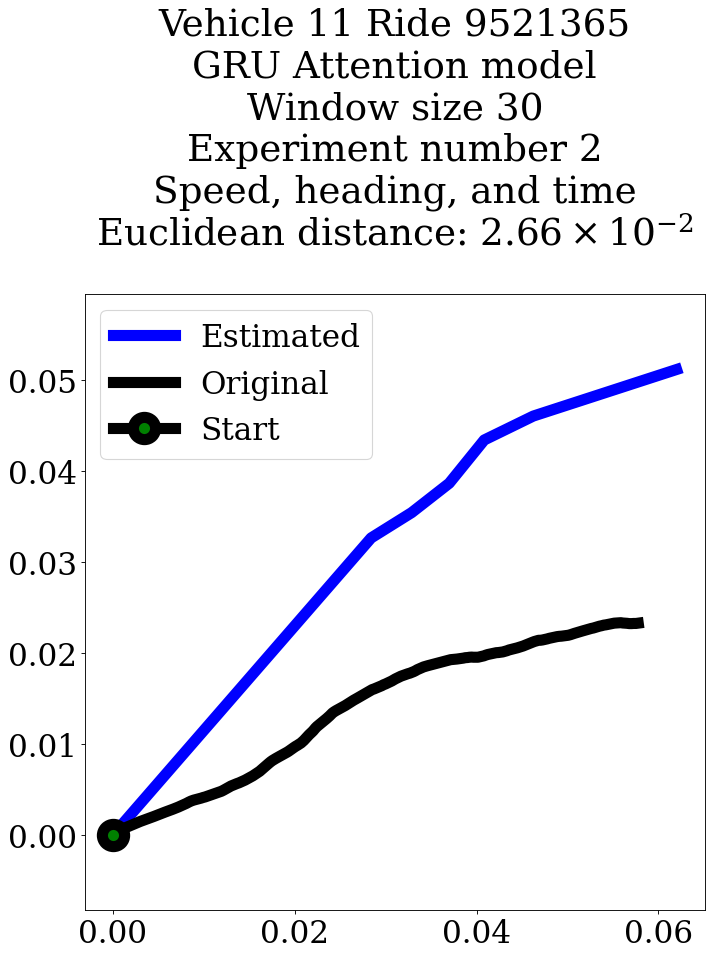 Vehicle 11 Ride 9521365
GRU Attention model
Window size 30
Experiment number 2
Speed, heading, and time
Euclidean distance: 2.66 × 10⁻²
Estimated
Original
Start
0.05
0.04
0.03
0.02
0.01
0.00
0.00 0.02 0.04 0.06